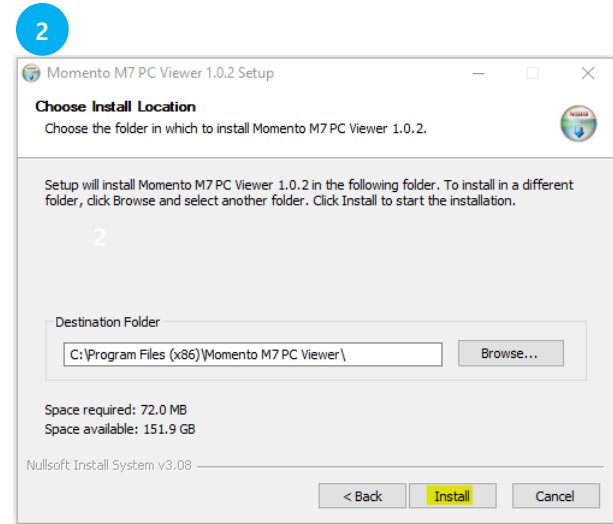 2
Momento M7 PC Viewer 1.0.2 Setup
Choose Install Location
Choose the folder in which to install Momento M7 PC Viewer 1.0.2.
Setup will install Momento M7 PC Viewer 1.0.2 in the following folder. To install in a different
folder, click Browse and select another folder. Click Install to start the installation.
2
Destination Folder
C:\Program Files (x86)\Momento M7 PC Viewer\
Browse...
Space required: 72.0 MB
Space available: 151.9 GB
Nullsoft Install System v3.08
< Back Install Cancel